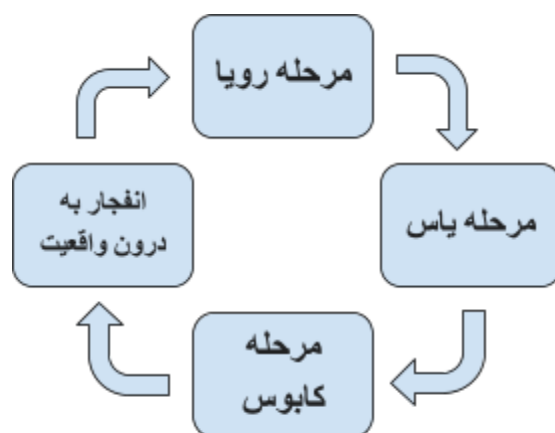 مرحله رویا
مرحله یاس
مرحله
کابوس
انفجار به
درون واقعیت